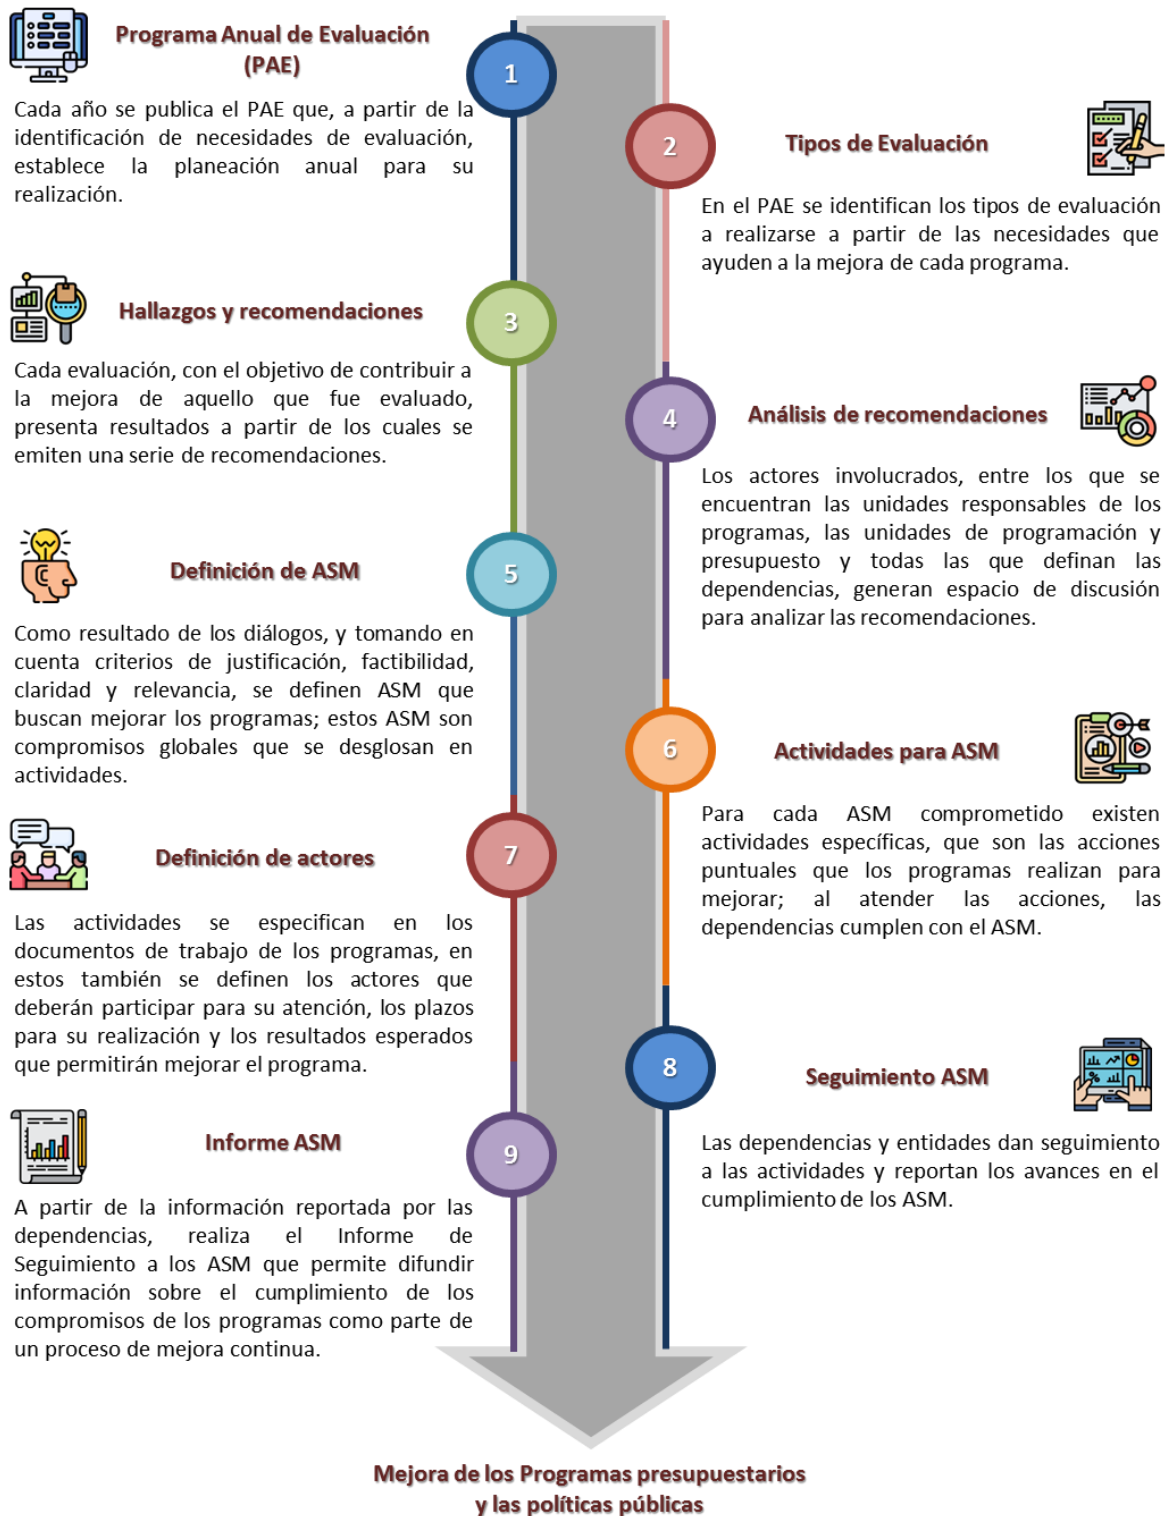 Programa Anual de Evaluación
(PAE)
1
Cada año se publica el PAE que, a partir de la
identificación de necesidades de evaluación,
establece la planeación anual para su
realización.
2
Tipos de Evaluación
En el PAE se identifican los tipos de evaluación
a realizarse a partir de las necesidades que
ayuden a la mejora de cada programa.
Hallazgos y recomendaciones
3
Cada evaluación, con el objetivo de contribuir a
la mejora de aquello que fue evaluado,
presenta resultados a partir de los cuales se
emiten una serie de recomendaciones.
4
Análisis de recomendaciones
Los actores involucrados, entre los que se
encuentran las unidades responsables de los
programas, las unidades de programación y
presupuesto y todas las que definan las
dependencias, generan espacio de discusión
para analizar las recomendaciones.
Definición de ASM
5
Como resultado de los diálogos, y tomando en
cuenta criterios de justificación, factibilidad,
claridad y relevancia, se definen ASM que
buscan mejorar los programas; estos ASM son
compromisos globales que se desglosan en
actividades.
6
Actividades para ASM
Para cada ASM comprometido existen
actividades específicas, que son las acciones
puntuales que los programas realizan para
mejorar; al atender las acciones, las
dependencias cumplen con el ASM.
Definición de actores
7
Las actividades se especifican en los
documentos de trabajo de los programas, en
estos también se definen los actores que
deberán participar para su atención, los plazos
para su realización y los resultados esperados
que permitirán mejorar el programa.
8
Seguimiento ASM
Las dependencias y entidades dan seguimiento
a las actividades y reportan los avances en el
cumplimiento de los ASM.
Informe ASM
9
A partir de la información reportada por las
dependencias, realiza el Informe de
Seguimiento a los ASM que permite difundir
información sobre el cumplimiento de los
compromisos de los programas como parte de
un proceso de mejora continua.
Mejora de los Programas presupuestarios
y las políticas públicas